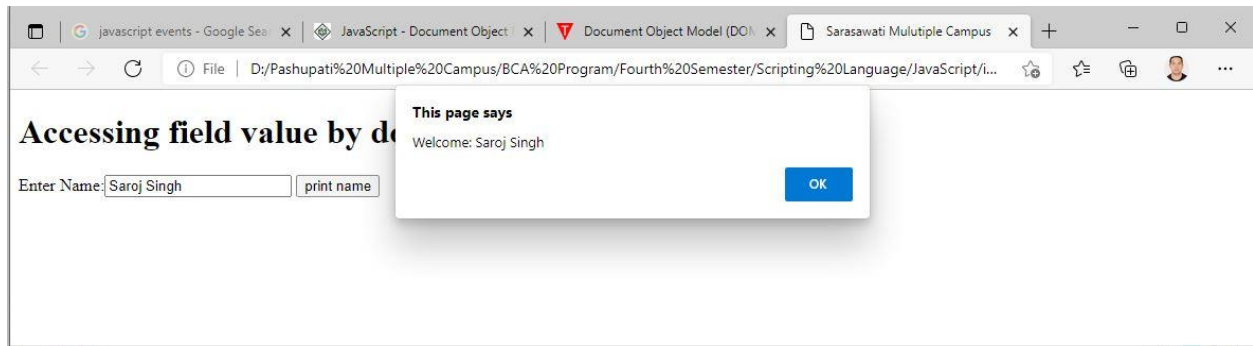 javascript events - Google Sea
JavaScript - Document Object
Document Object Model (DOM
Sarasawati Mulutiple Campus
File
D:/Pashupati%20Multiple%20Campus/BCA%20Program/Fourth%20Semester/Scripting%20Language/JavaScript/i...
This page says
Welcome: Saroj Singh
OK
Accessing field value by do
Enter Name: Saroj Singh print name